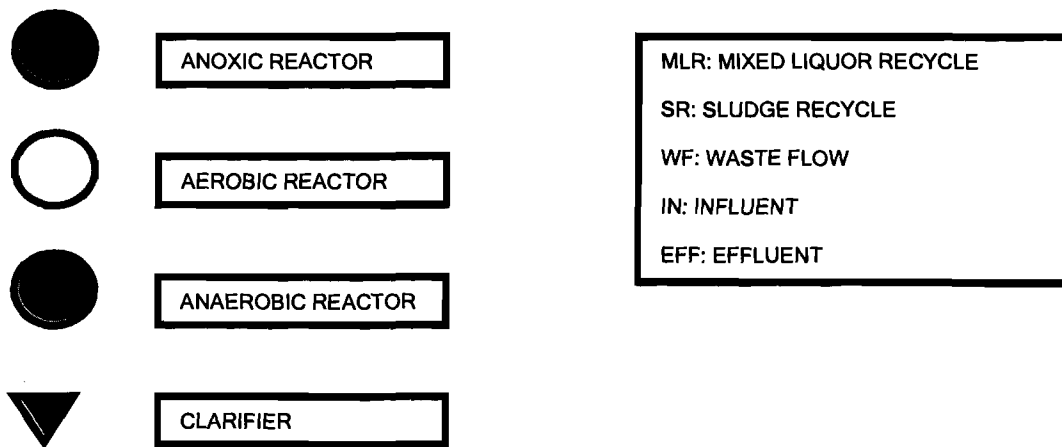 ANOXIC REACTOR
AEROBIC REACTOR
ANAEROBIC REACTOR
CLARIFIER
MLR: MIXED LIQUOR RECYCLE
SR: SLUDGE RECYCLE
WF: WASTE FLOW
IN: INFLUENT
EFF: EFFLUENT